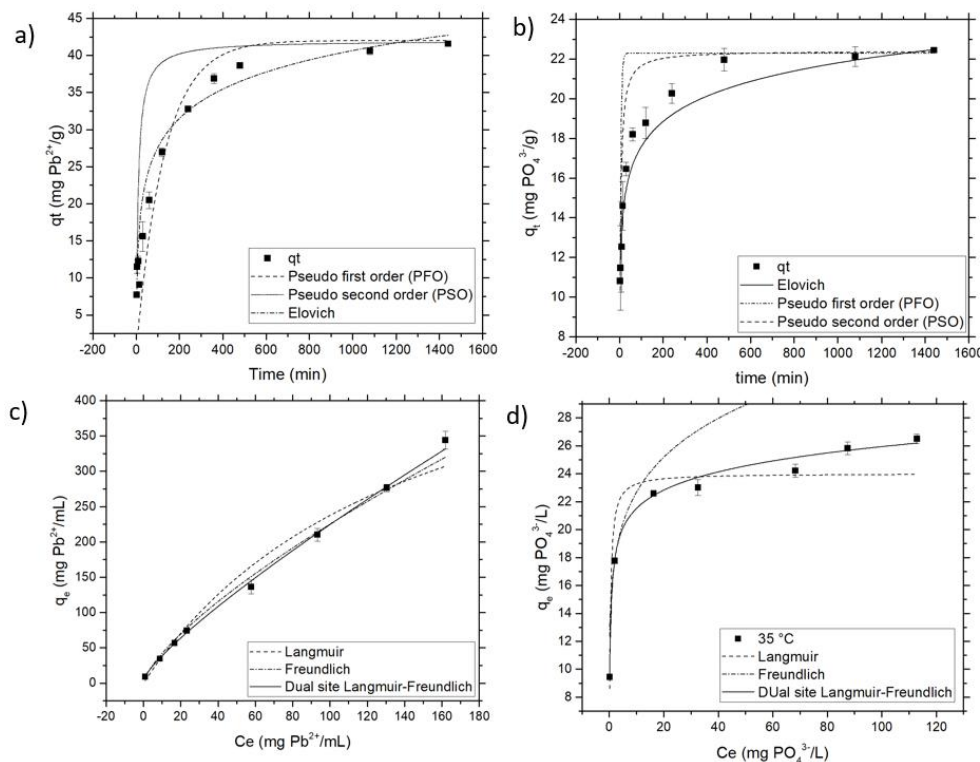 a)
qt (mg Pb²⁺/g)
45
40
35
30
25
20
15
10
5
-200 0 200 400 600 800 1000 1200 1400 1600
Time (min)
qt
Pseudo first order (PFO)
Pseudo second order (PSO)
Elovich
b)
qₜ (mg PO₄³⁻/g)
24
22
20
18
16
14
12
10
8
-200 0 200 400 600 800 1000 1200 1400 1600
time (min)
qt
Elovich
Pseudo first order (PFO)
Pseudo second order (PSO)
c)
qₑ (mg Pb²⁺/mL)
400
350
300
250
200
150
100
50
0
-20 0 20 40 60 80 100 120 140 160 180
Ce (mg Pb²⁺/mL)
Langmuir
Freundlich
Dual site Langmuir-Freundlich
d)
qₑ (mg PO₄³⁻/L)
28
26
24
22
20
18
16
14
12
10
8
0 20 40 60 80 100 120
Ce (mg PO₄³⁻/L)
35 °C
Langmuir
Freundlich
DUal site Langmuir-Freundlich